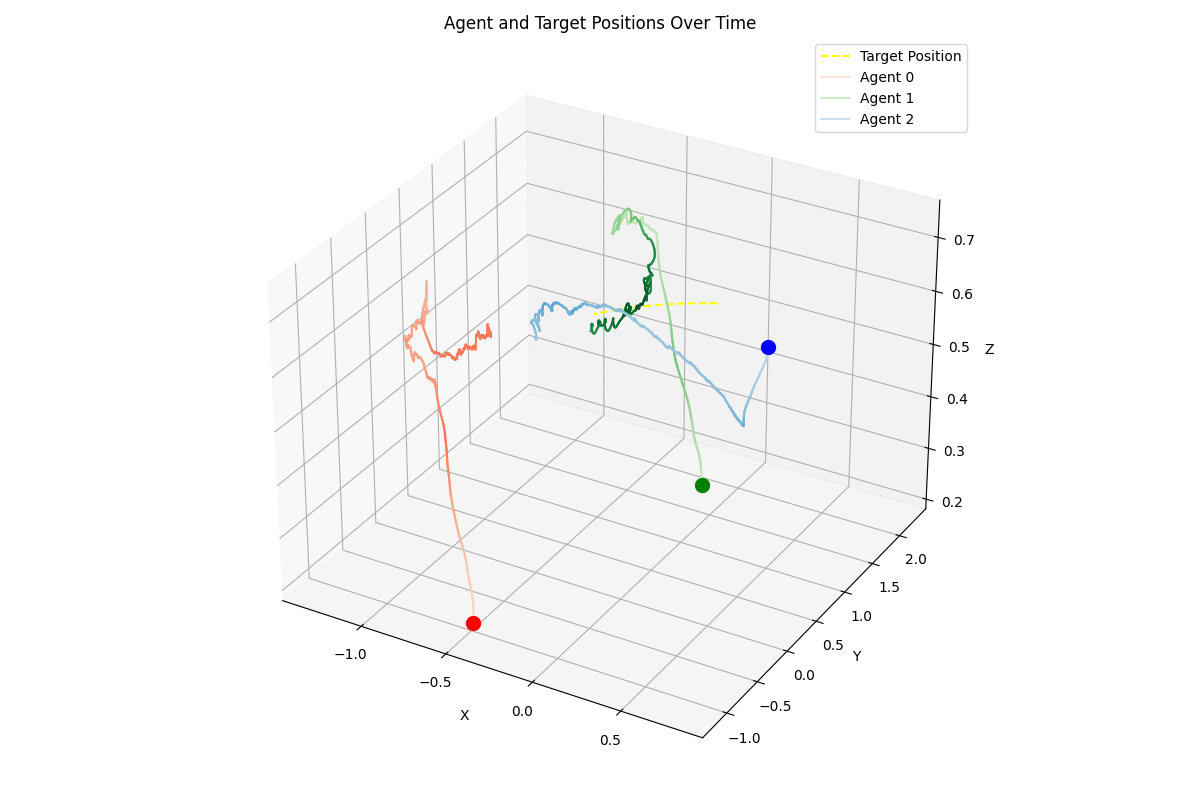 Agent and Target Positions Over Time
Target Position
Agent 0
Agent 1
Agent 2
0.7
0.6
0.5
0.4
0.3
0.2
Z
2.0
1.5
1.0
0.5
0.0
−0.5
−1.0
Y
−1.0
−0.5
0.0
0.5
X